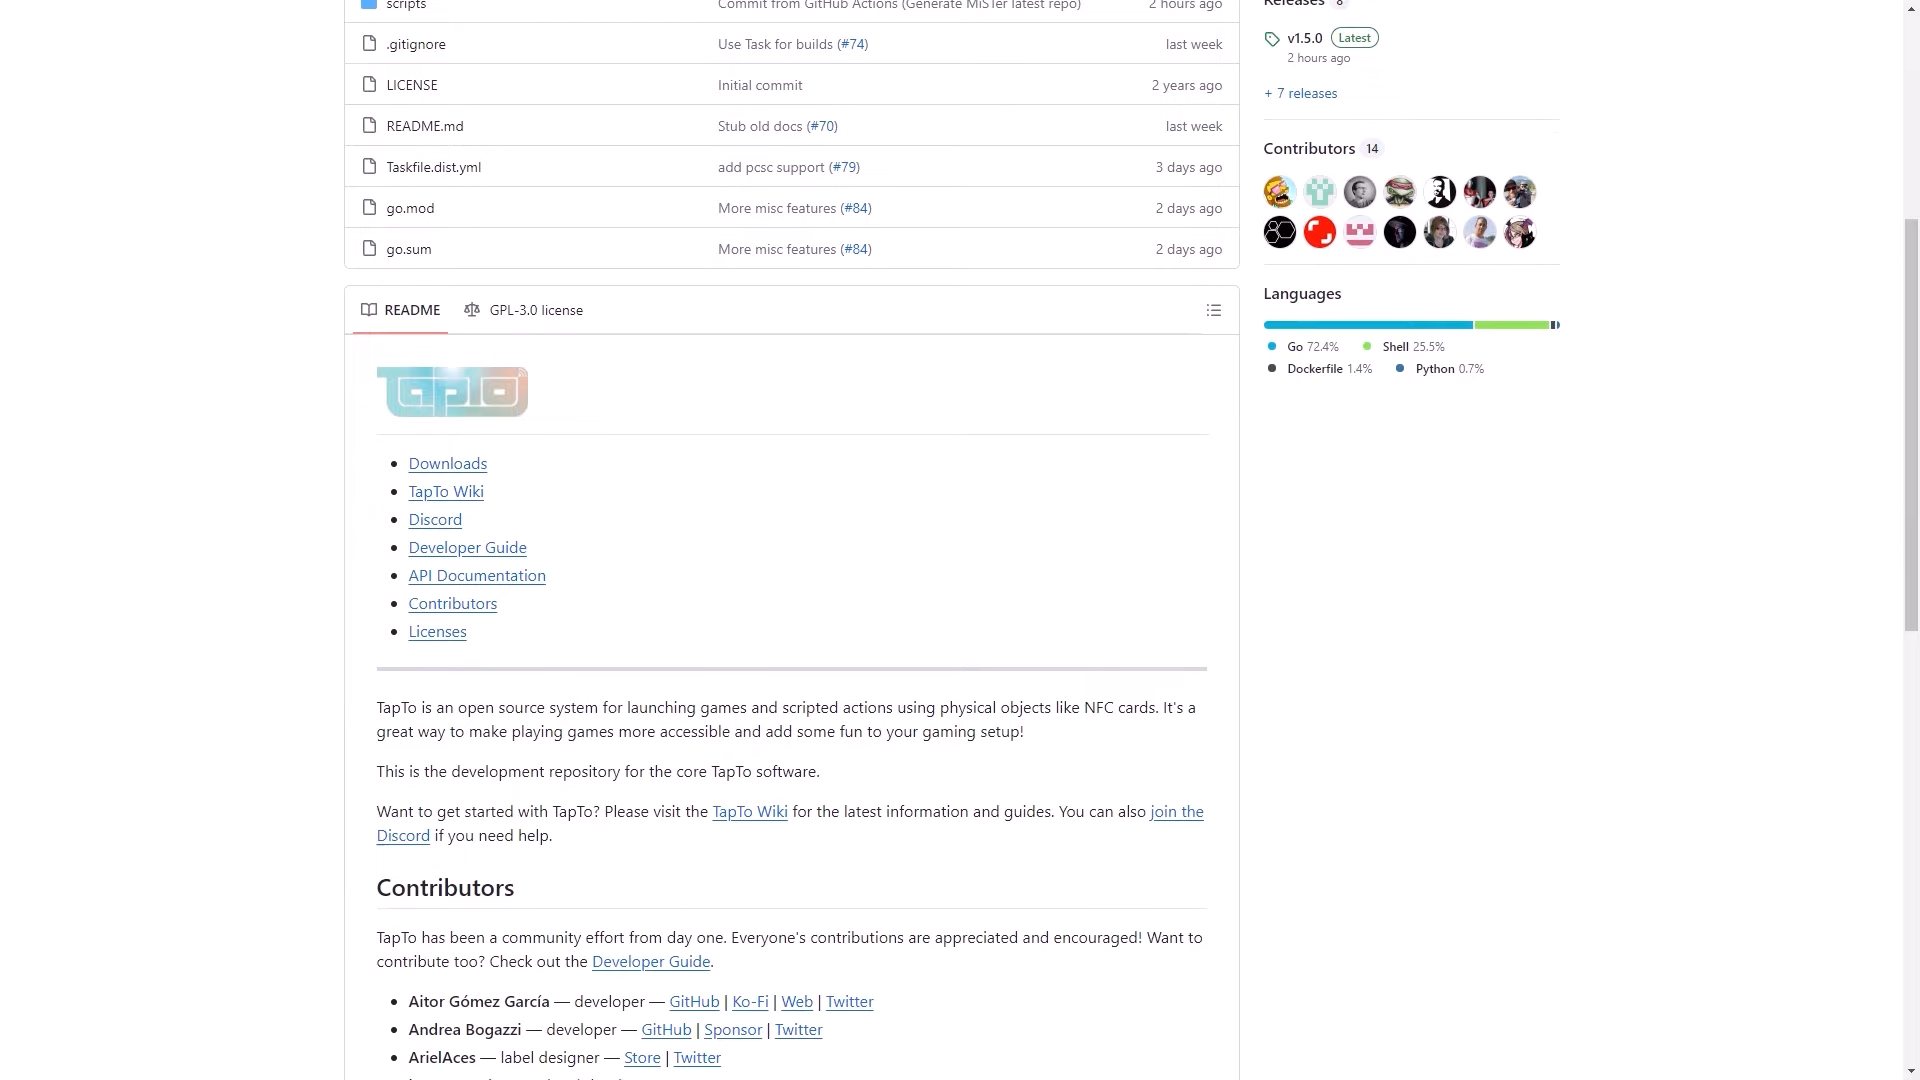 scripts Commit from GitHub Actions (Generate MiSTer latest repo) 2 hours ago
.gitignore Use Task for builds (#74) last week
LICENSE Initial commit 2 years ago
README.md Stub old docs (#70) last week
Taskfile.dist.yml add pcsc support (#79) 3 days ago
go.mod More misc features (#84) 2 days ago
go.sum More misc features (#84) 2 days ago
README GPL-3.0 license
TapTo
Downloads
TapTo Wiki
Discord
Developer Guide
API Documentation
Contributors
Licenses
TapTo is an open source system for launching games and scripted actions using physical objects like NFC cards. It's a
great way to make playing games more accessible and add some fun to your gaming setup!
This is the development repository for the core TapTo software.
Want to get started with TapTo? Please visit the TapTo Wiki for the latest information and guides. You can also join the
Discord if you need help.
Contributors
TapTo has been a community effort from day one. Everyone's contributions are appreciated and encouraged! Want to
contribute too? Check out the Developer Guide.
Aitor Gómez García — developer — GitHub | Ko-Fi | Web | Twitter
Andrea Bogazzi — developer — GitHub | Sponsor | Twitter
ArielAces — label designer — Store | Twitter
Releases 8
v1.5.0 Latest
2 hours ago
+ 7 releases
Contributors 14
Languages
Go 72.4% Shell 25.5%
Dockerfile 1.4% Python 0.7%